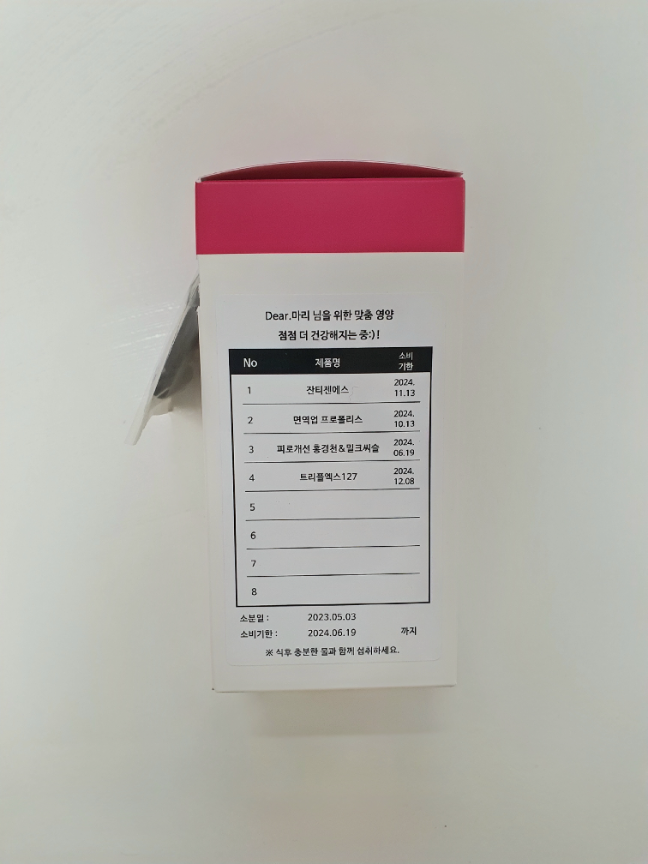 Dear.마리 님을 위한 맞춤 영양
점점 더 건강해지는 중:)!
No 제품명 소비
기한
1 잔티젠에스 2024.
11.13
2 면역업 프로폴리스 2024.
10.13
3 피로개선 홍경천&밀크씨슬 2024.
06.19
4 트리플엑스127 2024.
12.08
5
6
7
8
소분일 : 2023.05.03
소비기한 : 2024.06.19 까지
※ 식후 충분한 물과 함께 섭취하세요.